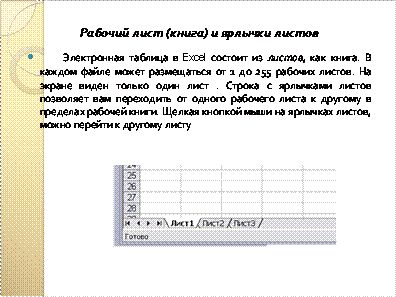 Рабочий лист (книга) и ярлычки листов
Электронная таблица в Excel состоит из листов, как книга. В
каждом файле может размещаться от 1 до 255 рабочих листов. На
экране виден только один лист . Строка с ярлычками листов
позволяет вам переходить от одного рабочего листа к другому в
пределах рабочей книги. Щелкая кнопкой мыши на ярлычках листов,
можно перейти к другому листу
24
25
26
27
28
29
Лист1 Лист2 Лист3
Готово